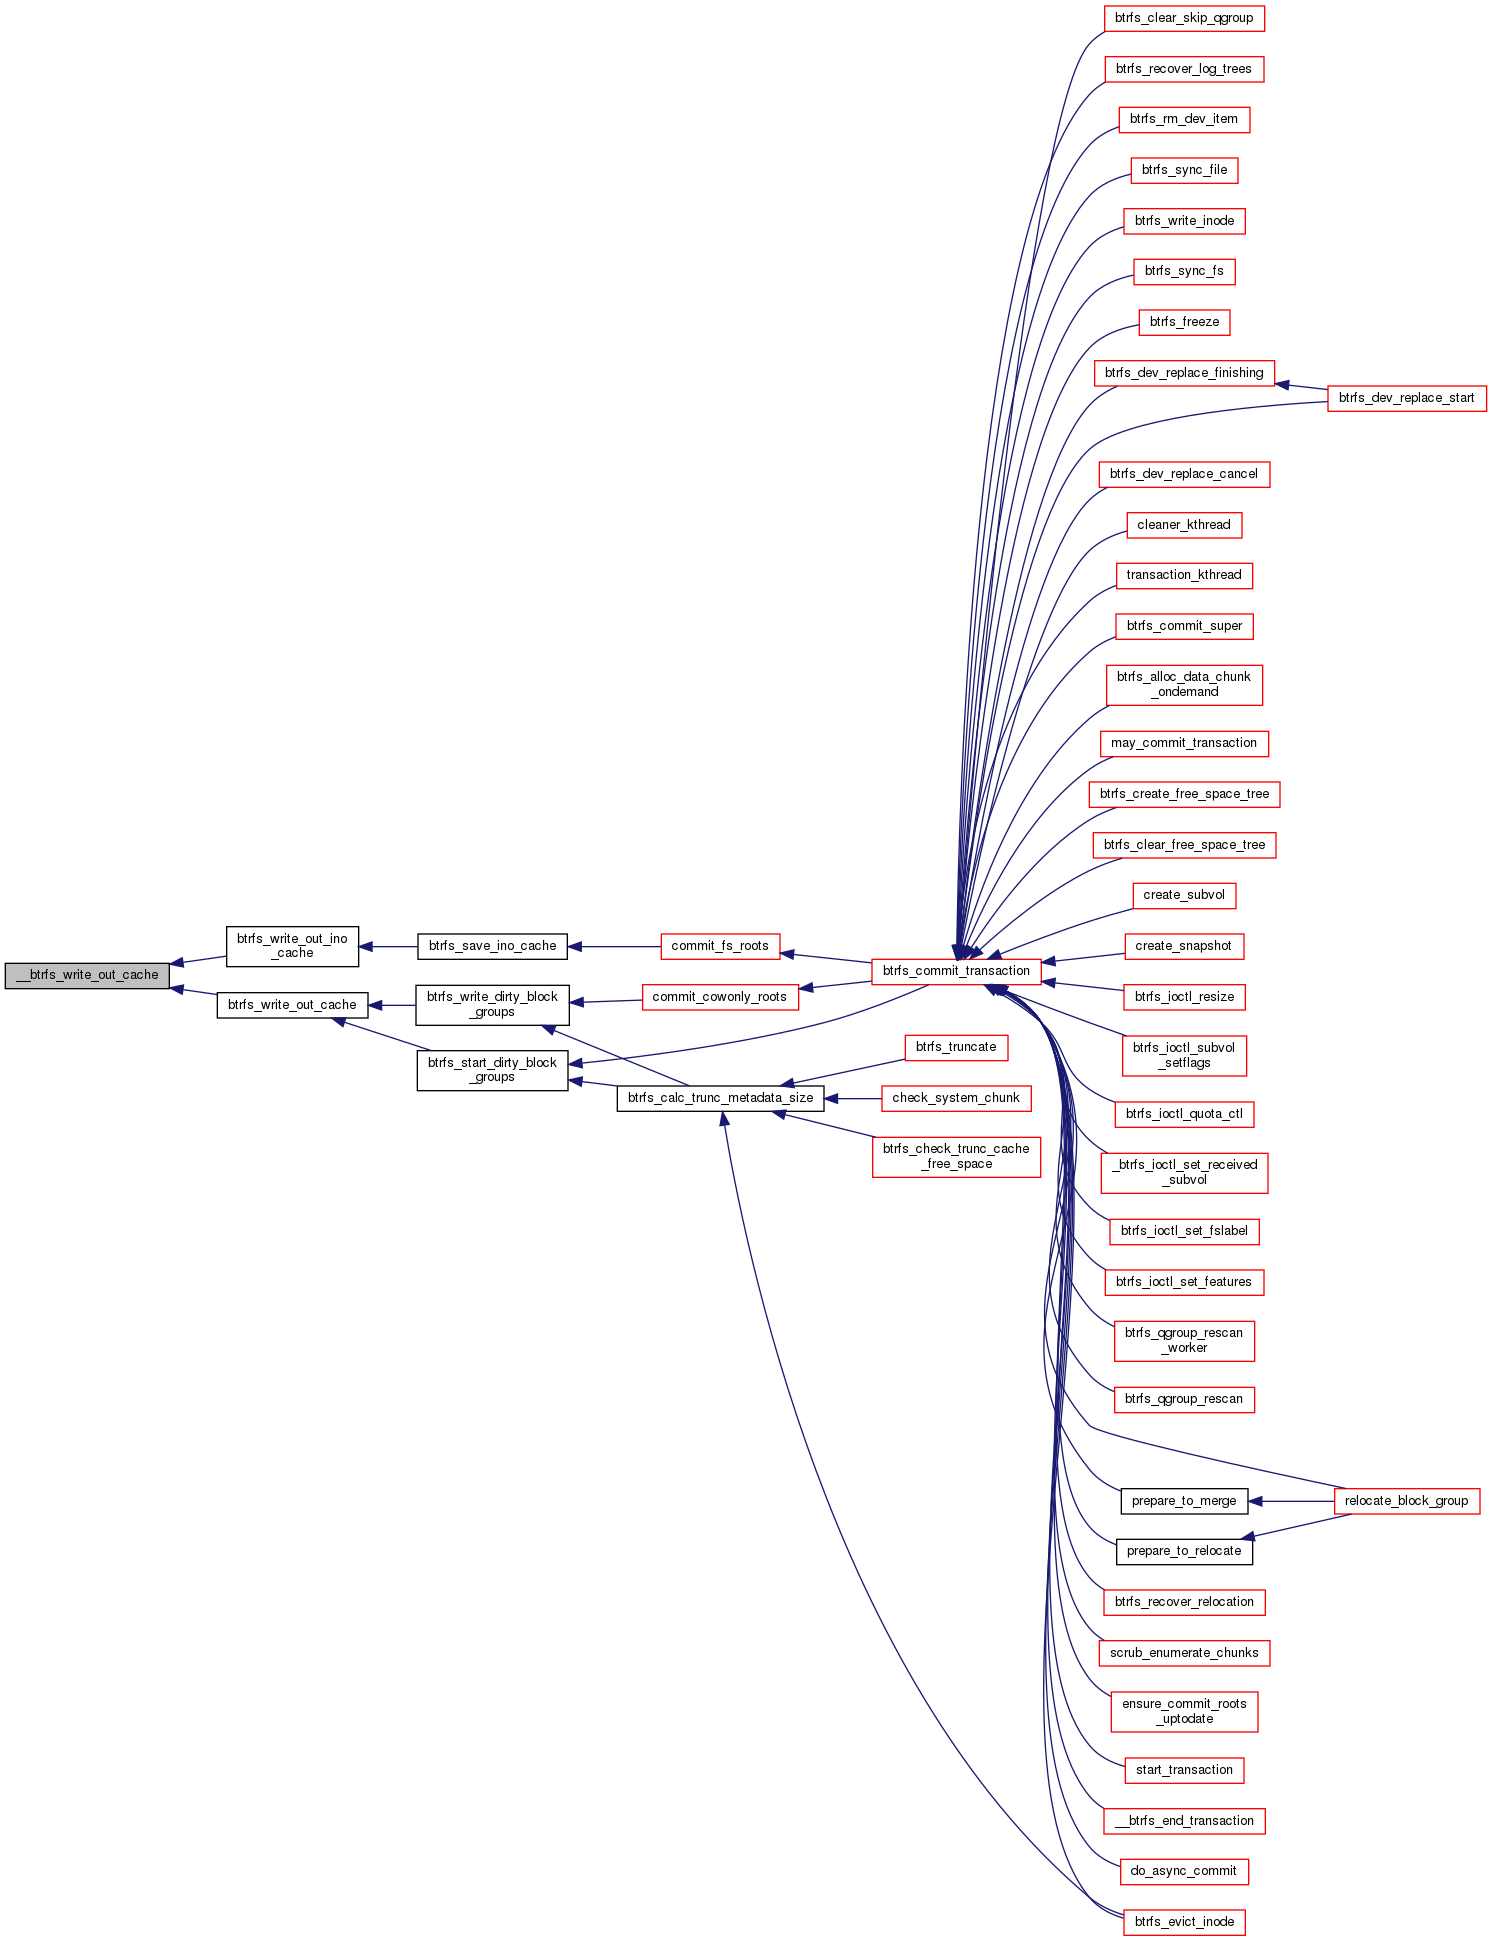 btrfs_clear_skip_qgroup
btrfs_recover_log_trees
btrfs_rm_dev_item
btrfs_sync_file
btrfs_write_inode
btrfs_sync_fs
btrfs_freeze
btrfs_dev_replace_finishing
btrfs_dev_replace_start
btrfs_dev_replace_cancel
cleaner_kthread
transaction_kthread
btrfs_commit_super
btrfs_alloc_data_chunk
_ondemand
may_commit_transaction
btrfs_create_free_space_tree
btrfs_clear_free_space_tree
create_subvol
create_snapshot
btrfs_ioctl_resize
btrfs_ioctl_subvol
_setflags
btrfs_ioctl_quota_ctl
_btrfs_ioctl_set_received
_subvol
btrfs_ioctl_set_fslabel
btrfs_ioctl_set_features
btrfs_qgroup_rescan
_worker
btrfs_qgroup_rescan
prepare_to_merge
relocate_block_group
prepare_to_relocate
btrfs_recover_relocation
scrub_enumerate_chunks
ensure_commit_roots
_uptodate
start_transaction
__btrfs_end_transaction
do_async_commit
btrfs_evict_inode
__btrfs_write_out_cache
btrfs_write_out_ino
_cache
btrfs_save_ino_cache
commit_fs_roots
btrfs_commit_transaction
btrfs_write_out_cache
btrfs_write_dirty_block
_groups
commit_cowonly_roots
btrfs_start_dirty_block
_groups
btrfs_calc_trunc_metadata_size
btrfs_truncate
check_system_chunk
btrfs_check_trunc_cache
_free_space